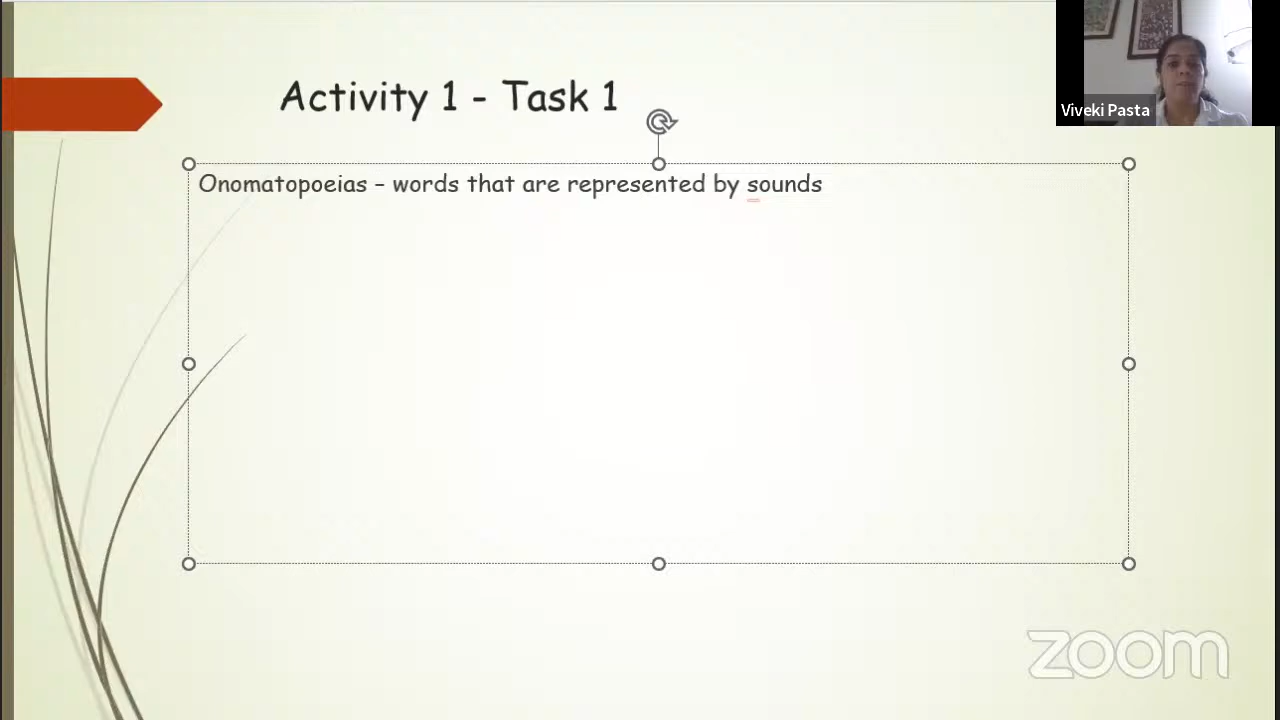 Activity 1 - Task 1
Viveki Pasta
Onomatopoeias – words that are represented by sounds
zoom